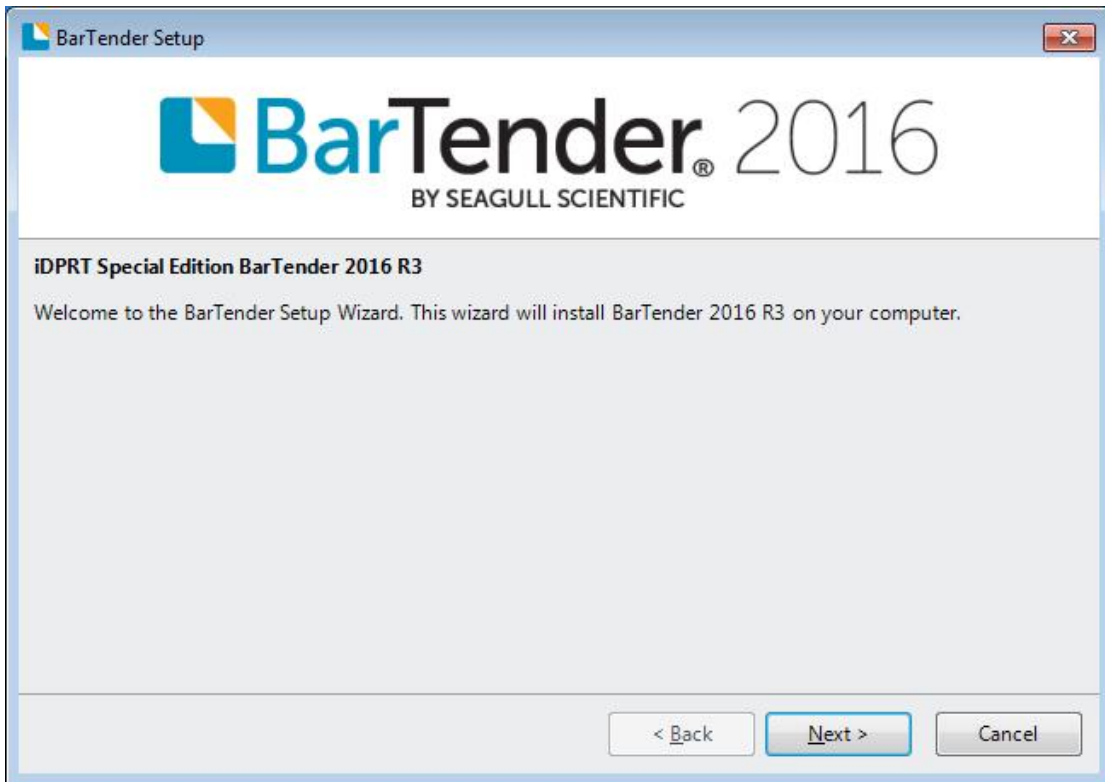 BarTender Setup
BarTender® 2016
BY SEAGULL SCIENTIFIC
iDPRT Special Edition BarTender 2016 R3
Welcome to the BarTender Setup Wizard. This wizard will install BarTender 2016 R3 on your computer.
< Back Next > Cancel